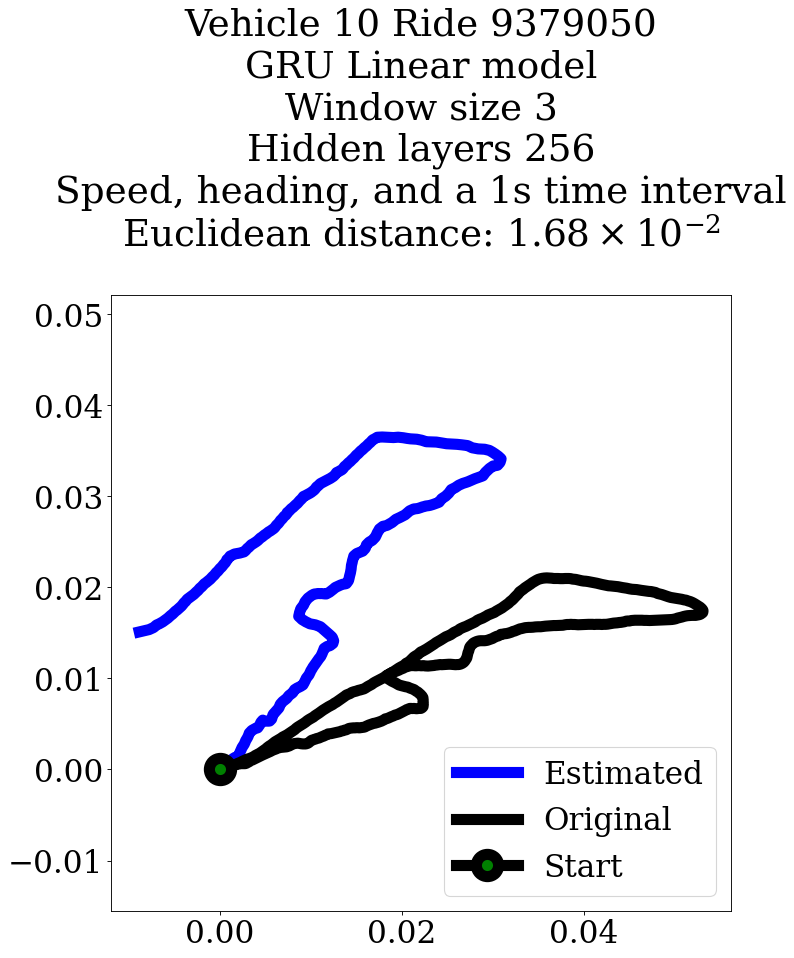 Vehicle 10 Ride 9379050
GRU Linear model
Window size 3
Hidden layers 256
Speed, heading, and a 1s time interval
Euclidean distance: 1.68 × 10⁻²
0.05
0.04
0.03
0.02
0.01
0.00
−0.01
Estimated
Original
Start
0.00 0.02 0.04